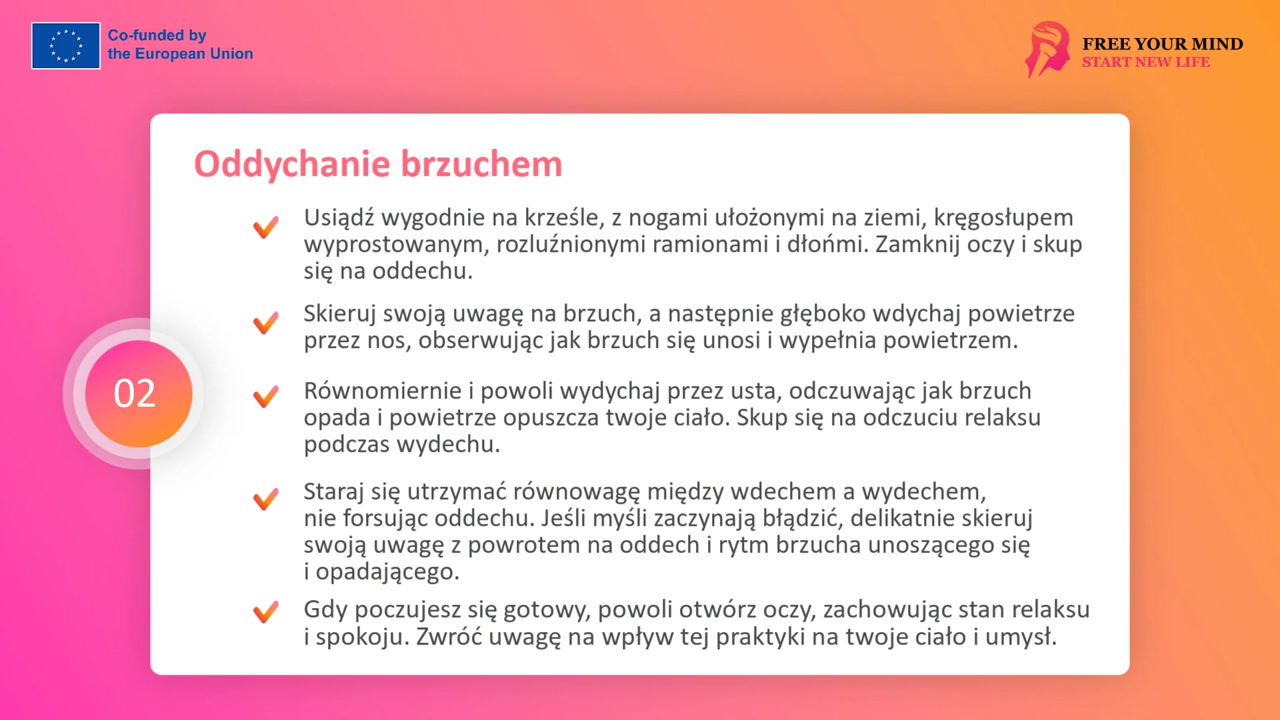 Co-funded by
the European Union
FREE YOUR MIND
START NEW LIFE
Oddychanie brzuchem
Usiądź wygodnie na krześle, z nogami ułożonymi na ziemi, kręgosłupem
wyprostowanym, rozluźnionymi ramionami i dłońmi. Zamknij oczy i skup
się na oddechu.
Skieruj swoją uwagę na brzuch, a następnie głęboko wdychaj powietrze
przez nos, obserwując jak brzuch się unosi i wypełnia powietrzem.
02
Równomiernie i powoli wydychaj przez usta, odczuwając jak brzuch
opada i powietrze opuszcza twoje ciało. Skup się na odczuciu relaksu
podczas wydechu.
Staraj się utrzymać równowagę między wdechem a wydechem,
nie forsując oddechu. Jeśli myśli zaczynają błądzić, delikatnie skieruj
swoją uwagę z powrotem na oddech i rytm brzucha unoszącego się
i opadającego.
Gdy poczujesz się gotowy, powoli otwórz oczy, zachowując stan relaksu
i spokoju. Zwróć uwagę na wpływ tej praktyki na twoje ciało i umysł.